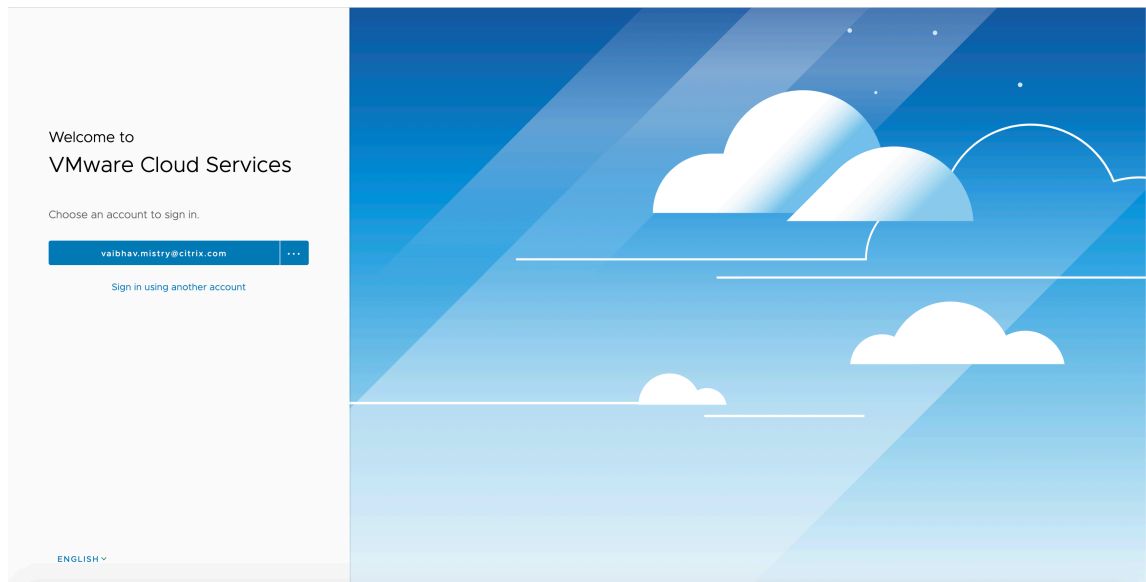 Welcome to
VMware Cloud Services
Choose an account to sign in.
vaibhav.mistry@citrix.com
Sign in using another account
ENGLISH